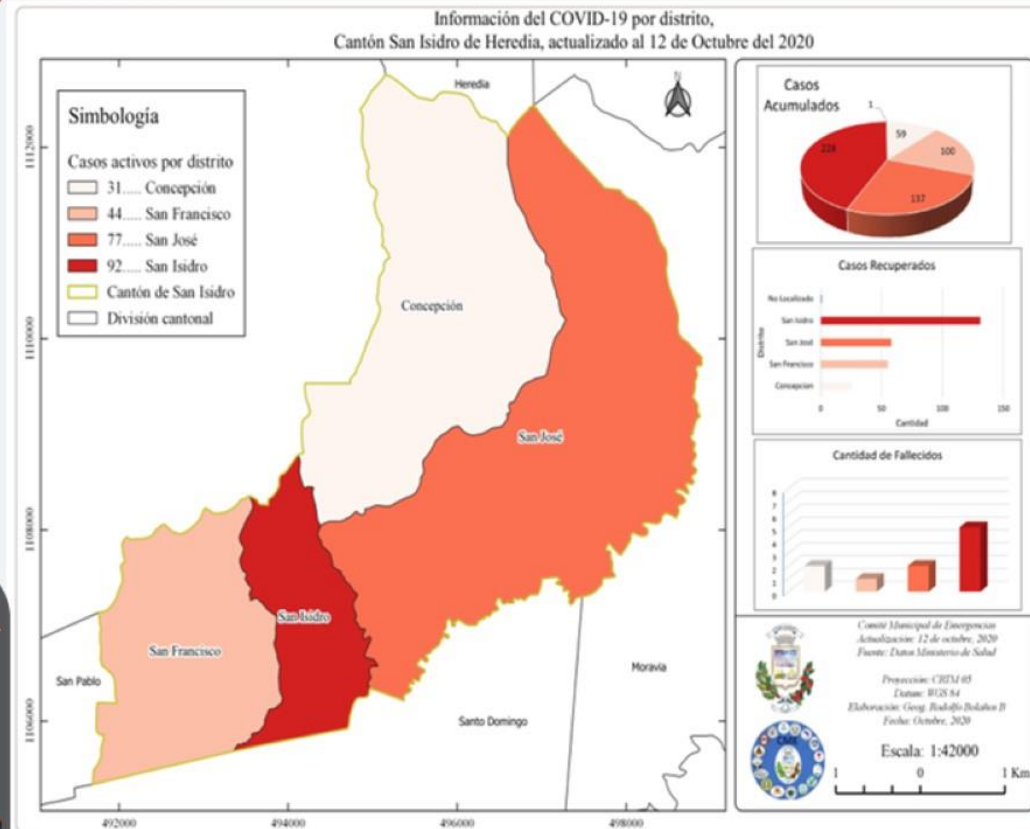 Información del COVID-19 por distrito,
Cantón San Isidro de Heredia, actualizado al 12 de Octubre del 2020
Simbología
Casos activos por distrito
31..... Concepción
44..... San Francisco
77..... San José
92..... San Isidro
Cantón de San Isidro
División cantonal
1112000
1110000
1108000
1106000
492000
494000
496000
498000
Heredia
N
Concepción
San José
San Isidro
San Francisco
San Pablo
Santo Domingo
Moravia
Casos
Acumulados
1
59
100
137
228
Casos Recuperados
Distrito
No Localizado
San Isidro
San José
San Francisco
Concepcion
0 50 100 150
Cantidad
Cantidad de Fallecidos
8
7
6
5
4
3
2
1
0
Comité Municipal de Emergencias
Actualización: 12 de octubre, 2020
Fuente: Datos Ministerio de Salud
Proyección: CRTM 05
Datum: WGS 84
Elaboración: Geog. Rodolfo Bolaños B
Fecha: Octubre, 2020
CME
Escala: 1:42000
1 0 1 Km